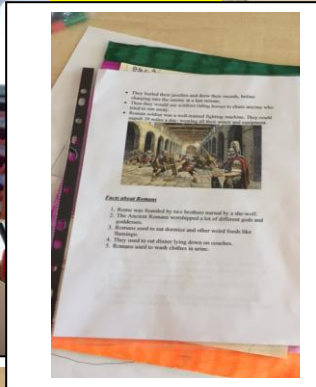 • They hurled their javelins and drew their swords, before
charging into the enemy at a
• Then they would use soldiers riding horses to chase anyone who
tried to run away.
• Roman soldiers was a well-trained fighting machine. They could
march 20 miles a day, wearing all their armor and equipment.
Facts about Romans
1. Rome was founded by two brothers nursed by a she-wolf.
2. The Ancient Romans worshipped a lot of different gods and
goddesses.
3. Romans used to eat dormice and other weird foods like
flamingo.
4. They used to eat dinner lying down on couches.
5. Romans used to wash clothes in urine.